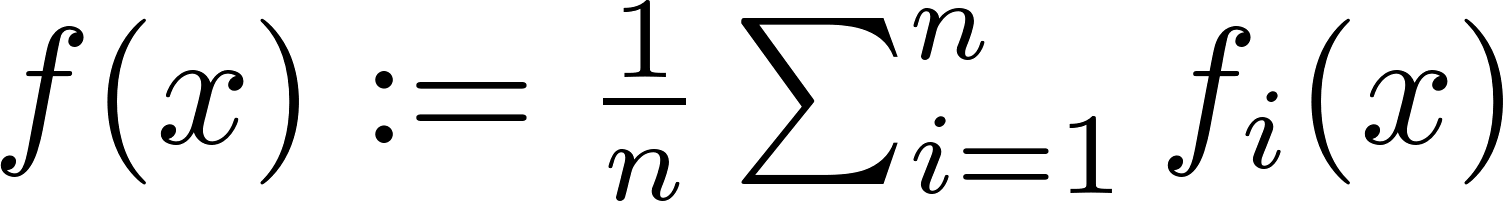 f(x) := \frac{1}{n} \sum_{i=1}^{n} f_i(x)